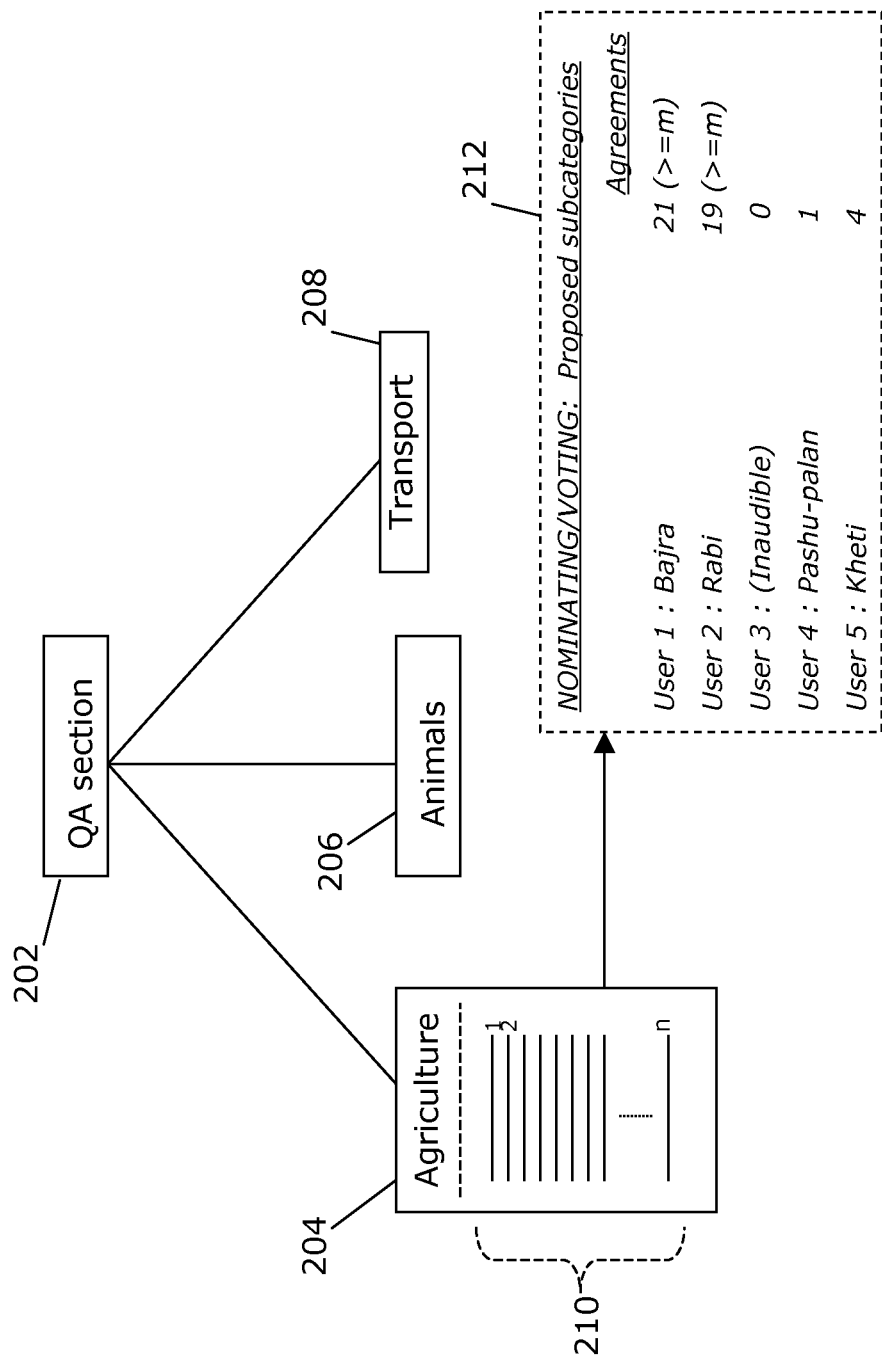 202
QA section
204
Agriculture
1
2
n
210
206
Animals
208
Transport
212
NOMINATING/VOTING: Proposed subcategories
Agreements
User 1 : Bajra 21 (>=m)
User 2 : Rabi 19 (>=m)
User 3 : (Inaudible) 0
User 4 : Pashu-palan 1
User 5 : Kheti 4